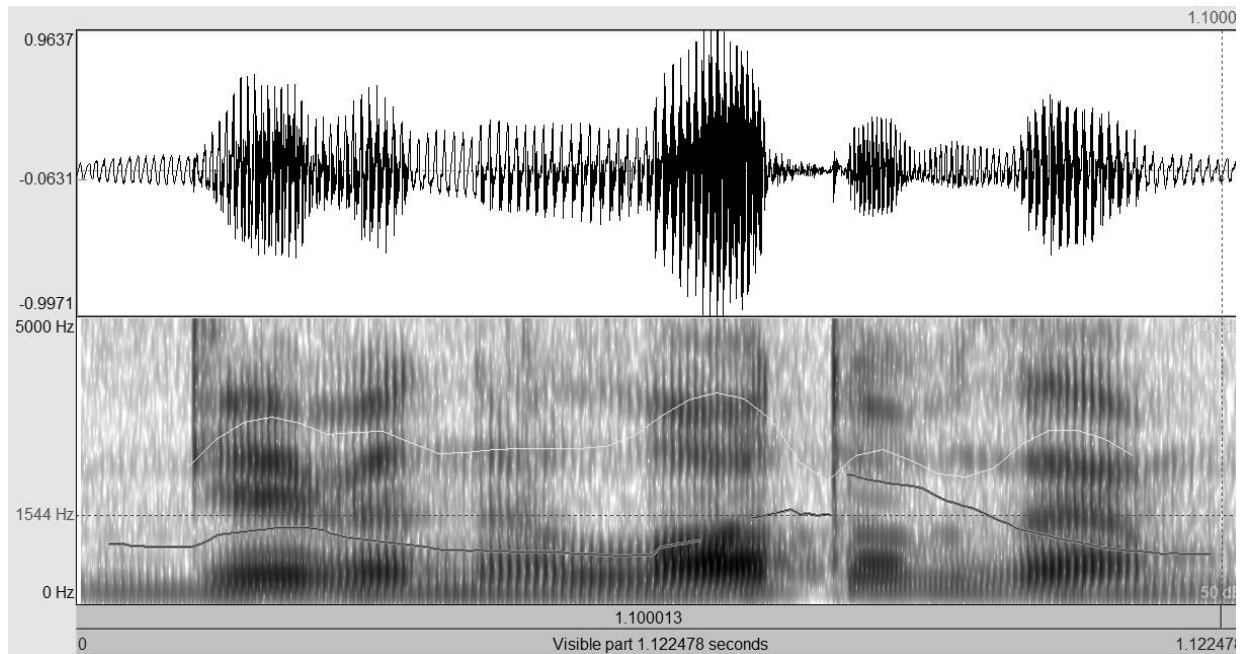 1.1000
0.9637
-0.0631
-0.9971
5000 Hz
1544 Hz
0 Hz
50 dB
1.100013
0 Visible part 1.122478 seconds 1.122478